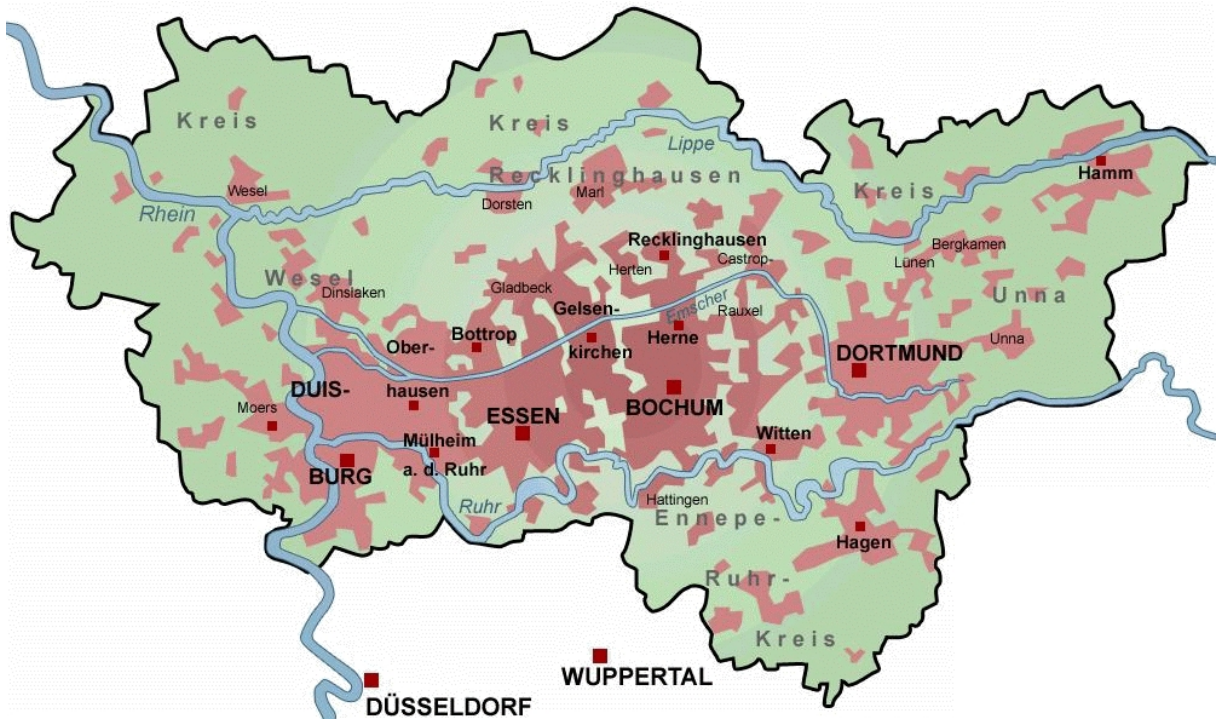 Kreis
Kreis
Lippe
Recklinghausen
Kreis
Hamm
Wesel
Dorsten
Marl
Rhein
Recklinghausen
Bergkamen
Castrop-
Lünen
Herten
Wesel
Dinslaken
Gladbeck
Unna
Gelsen-
Emscher
Rauxel
Bottrop
Herne
Unna
Ober-
kirchen
DORTMUND
DUIS-
hausen
Moers
ESSEN
BOCHUM
Witten
Mülheim
a. d. Ruhr
BURG
Ruhr
Hattingen
Ennepe-
Hagen
Ruhr-
Kreis
WUPPERTAL
DÜSSELDORF